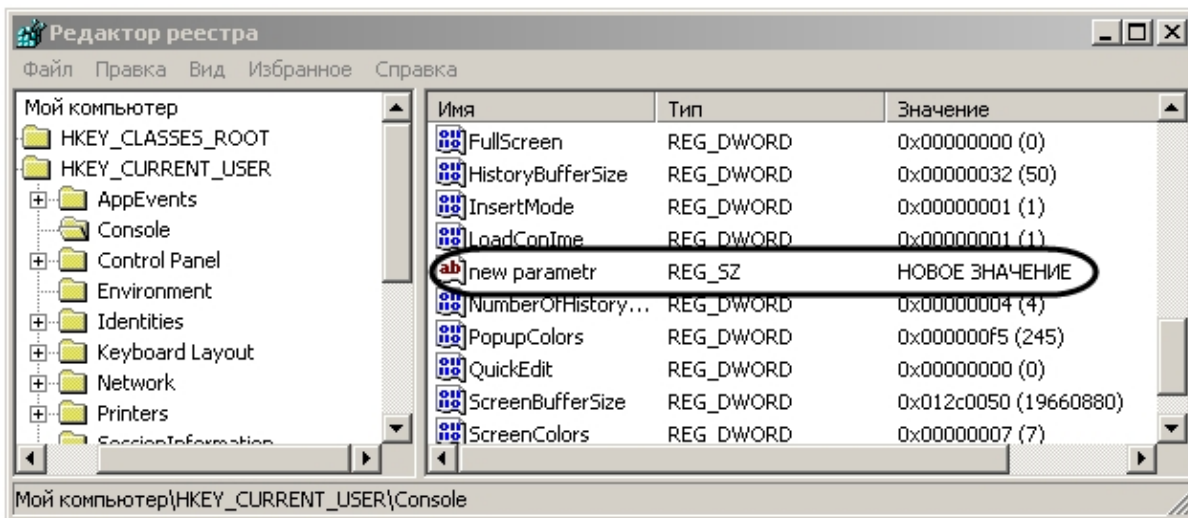 Редактор реестра
Файл Правка Вид Избранное Справка
Мой компьютер
HKEY_CLASSES_ROOT
HKEY_CURRENT_USER
AppEvents
Console
Control Panel
Environment
Identities
Keyboard Layout
Network
Printers
SessionInformation
Имя Тип Значение
FullScreen REG_DWORD 0x00000000 (0)
HistoryBufferSize REG_DWORD 0x00000032 (50)
InsertMode REG_DWORD 0x00000001 (1)
LoadConIme REG_DWORD 0x00000001 (1)
new parametr REG_SZ НОВОЕ ЗНАЧЕНИЕ
NumberOfHistory... REG_DWORD 0x00000004 (4)
PopupColors REG_DWORD 0x000000f5 (245)
QuickEdit REG_DWORD 0x00000000 (0)
ScreenBufferSize REG_DWORD 0x012c0050 (19660880)
ScreenColors REG_DWORD 0x00000007 (7)
Мой компьютер\HKEY_CURRENT_USER\Console